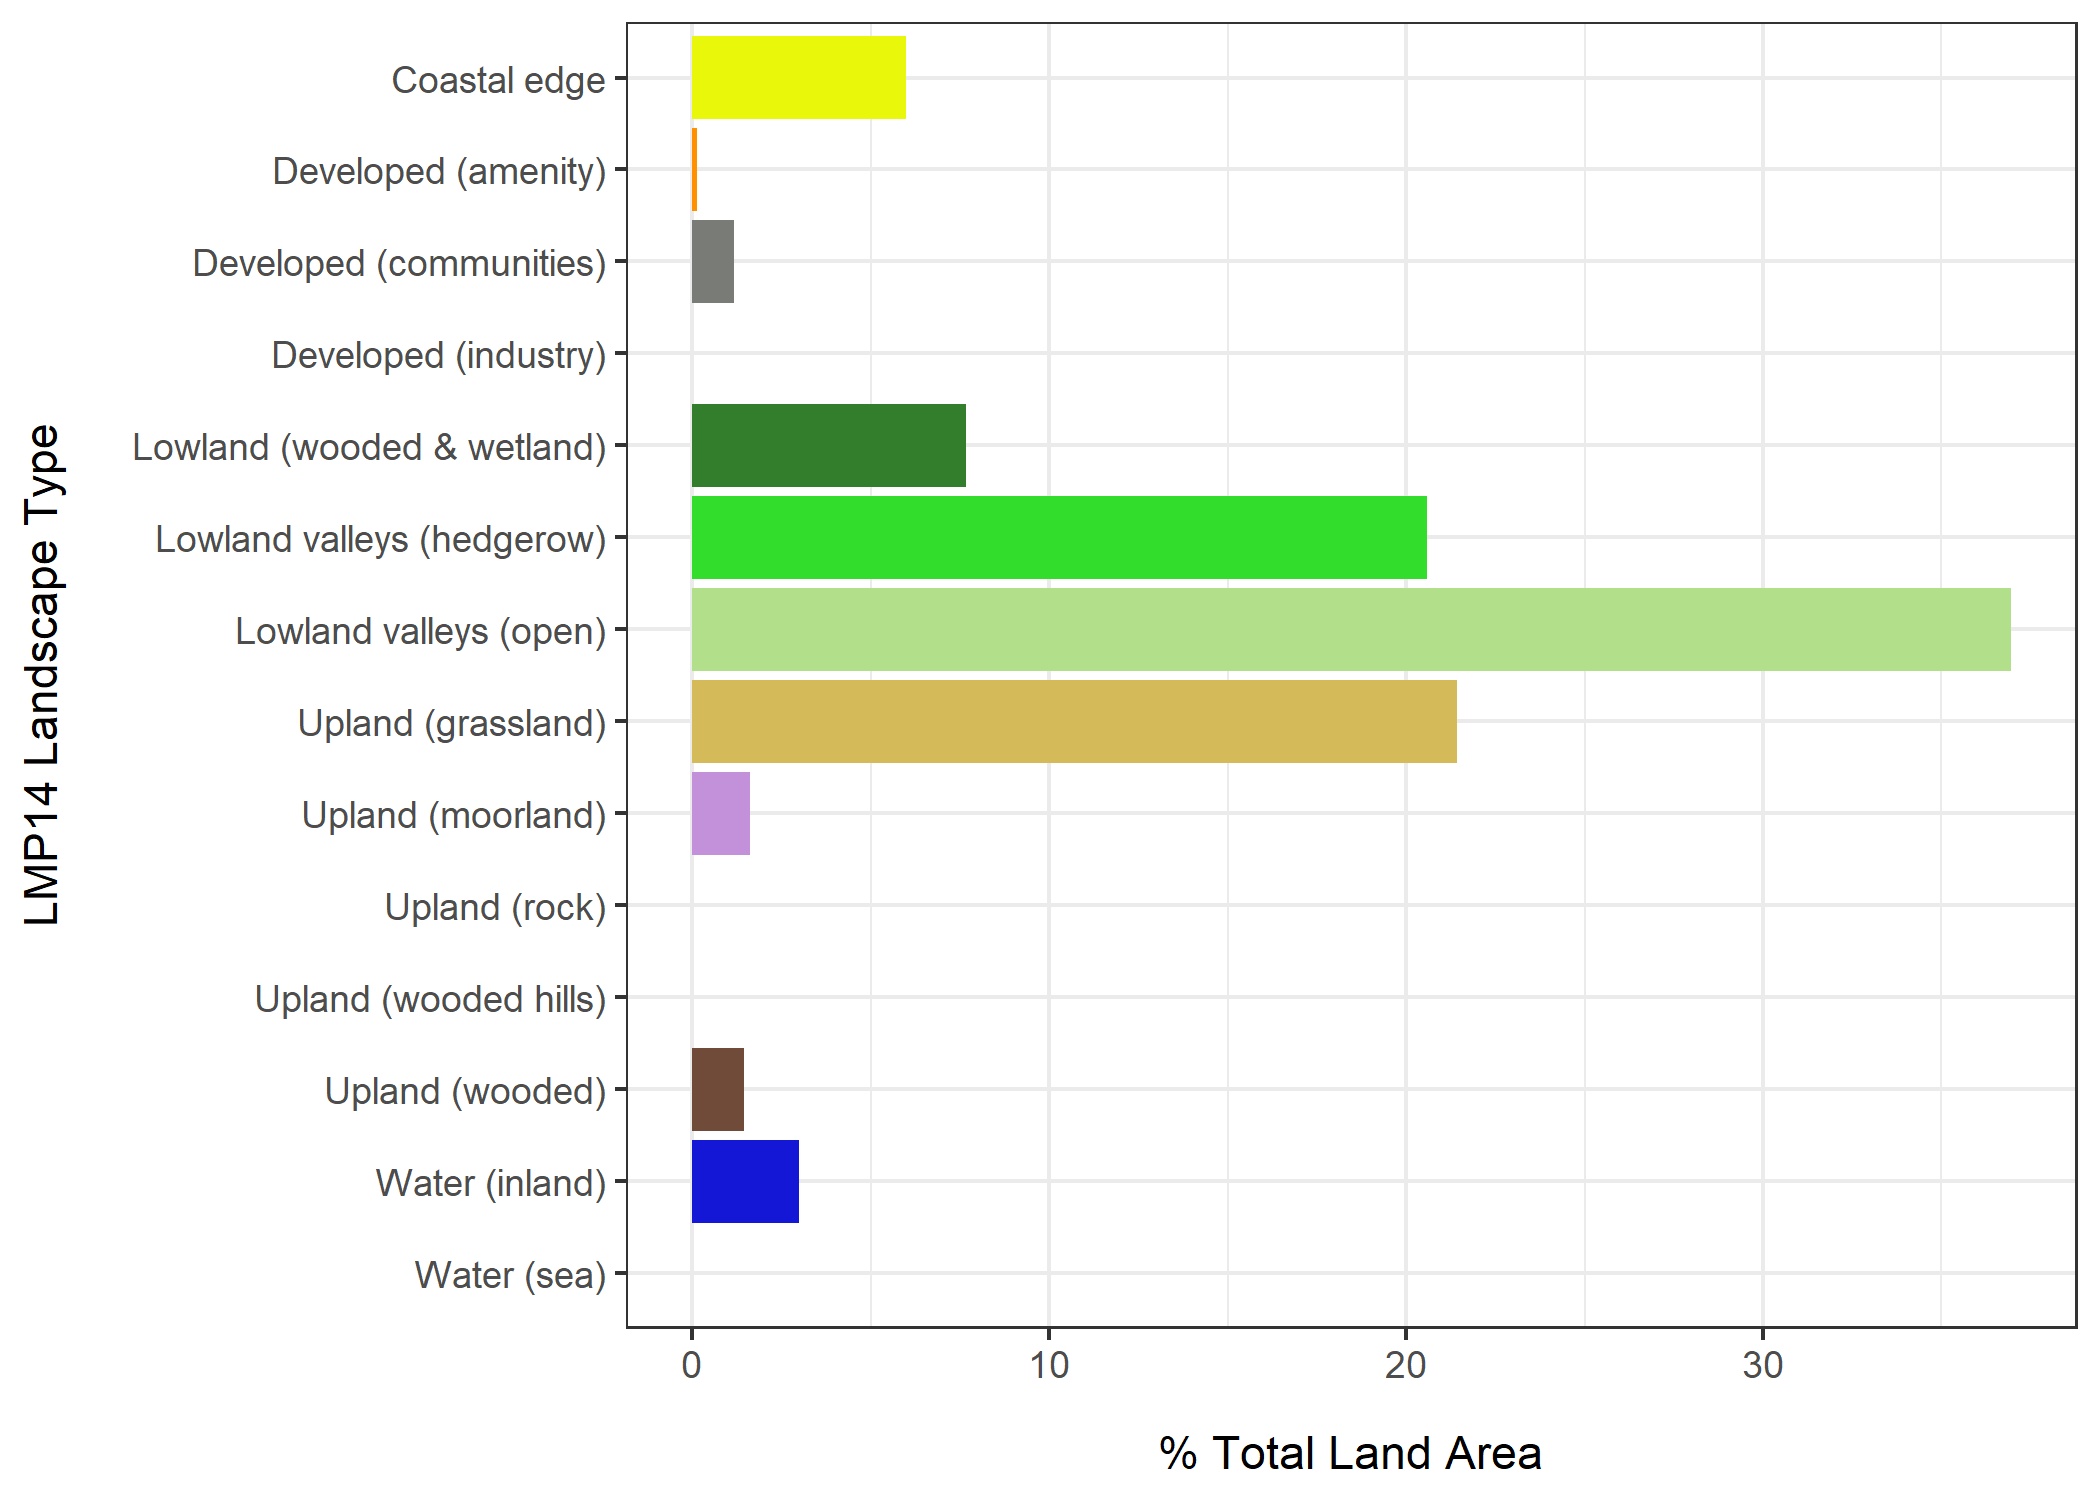 LMP14 Landscape Type
Coastal edge
Developed (amenity)
Developed (communities)
Developed (industry)
Lowland (wooded & wetland)
Lowland valleys (hedgerow)
Lowland valleys (open)
Upland (grassland)
Upland (moorland)
Upland (rock)
Upland (wooded hills)
Upland (wooded)
Water (inland)
Water (sea)
0 10 20 30
% Total Land Area